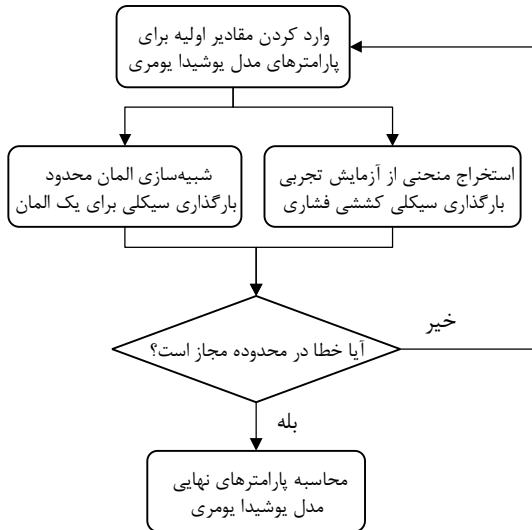 وارد کردن مقادیر اولیه برای
پارامترهای مدل یوشیدا یومری
استخراج منحنی از آزمایش تجربی
بارگذاری سیکلی کششی فشاری
شبیه‌سازی المان محدود
بارگذاری سیکلی برای یک المان
آیا خطا در محدوده مجاز است؟
خیر
بله
محاسبه پارامترهای نهایی
مدل یوشیدا یومری